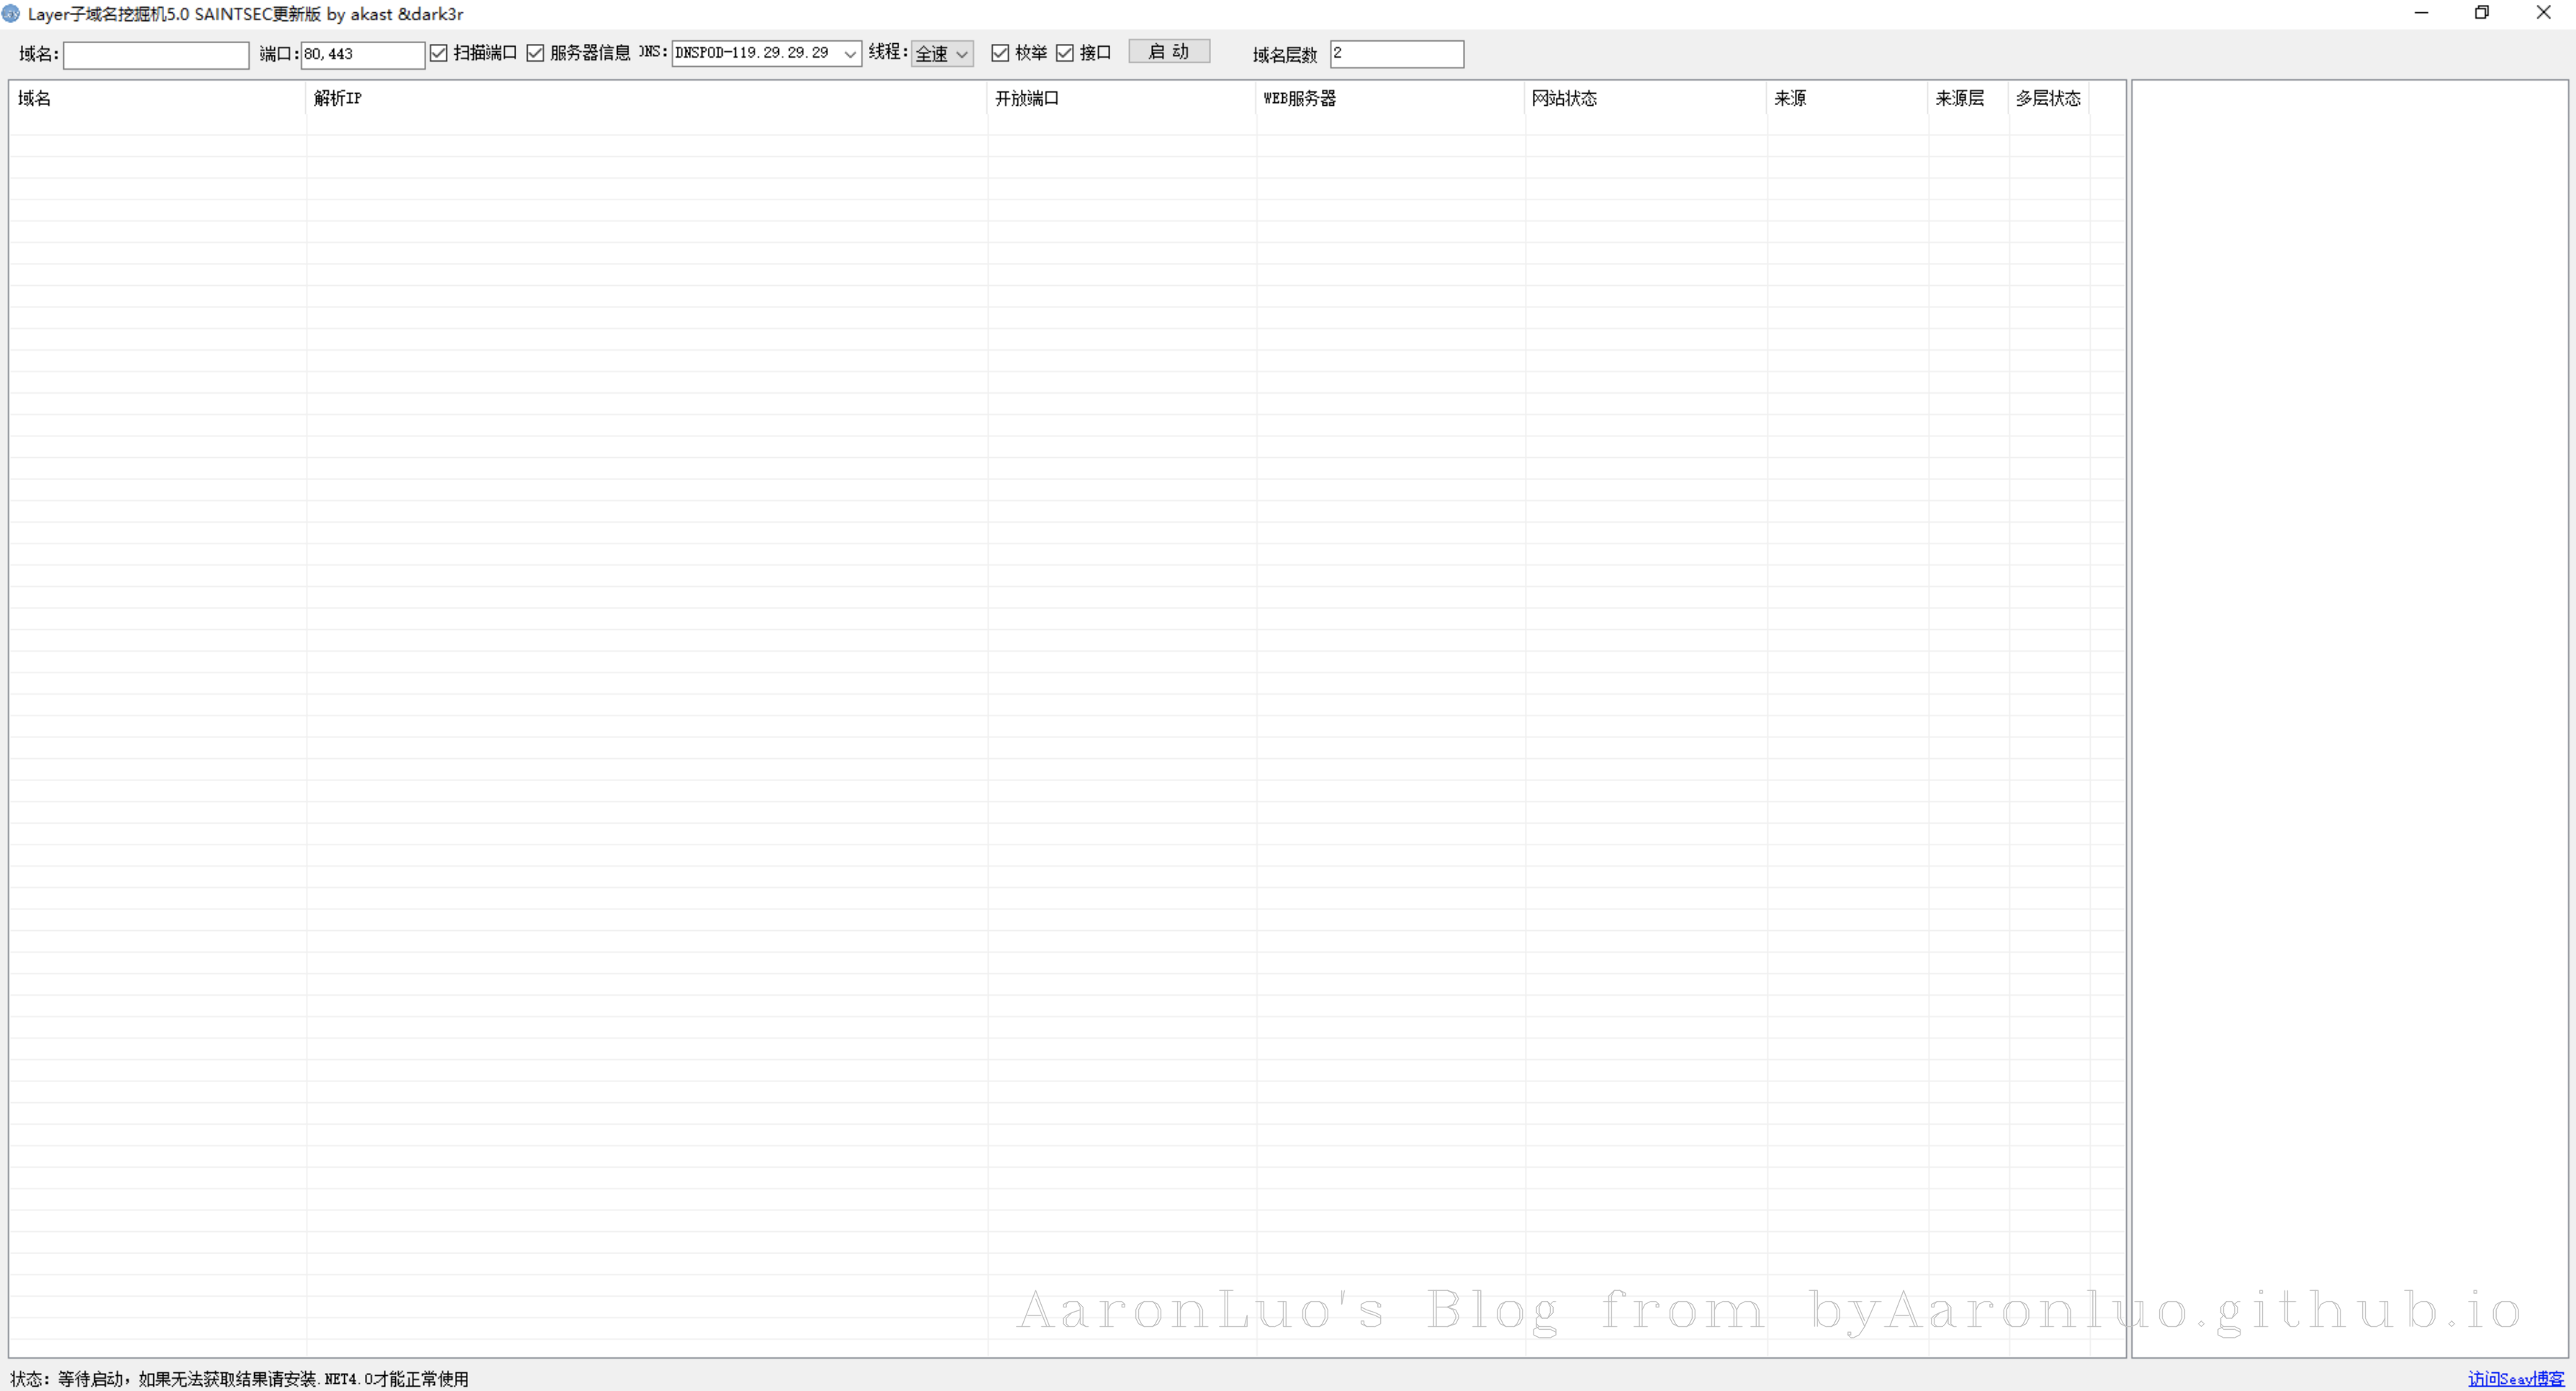 Layer子域名挖掘机5.0 SAINTSEC更新版 by akast &dark3r
域名: 端口: 80,443 扫描端口 服务器信息 NS: DNSPOD-119.29.29.29 线程: 全速 枚举 接口 启 动 域名层数 2
域名 解析IP 开放端口 WEB服务器 网站状态 来源 来源层 多层状态
AaronLuo's Blog from byAaronluo.github.io
状态: 等待启动，如果无法获取结果请安装.NET4.0才能正常使用 访问Seay博客